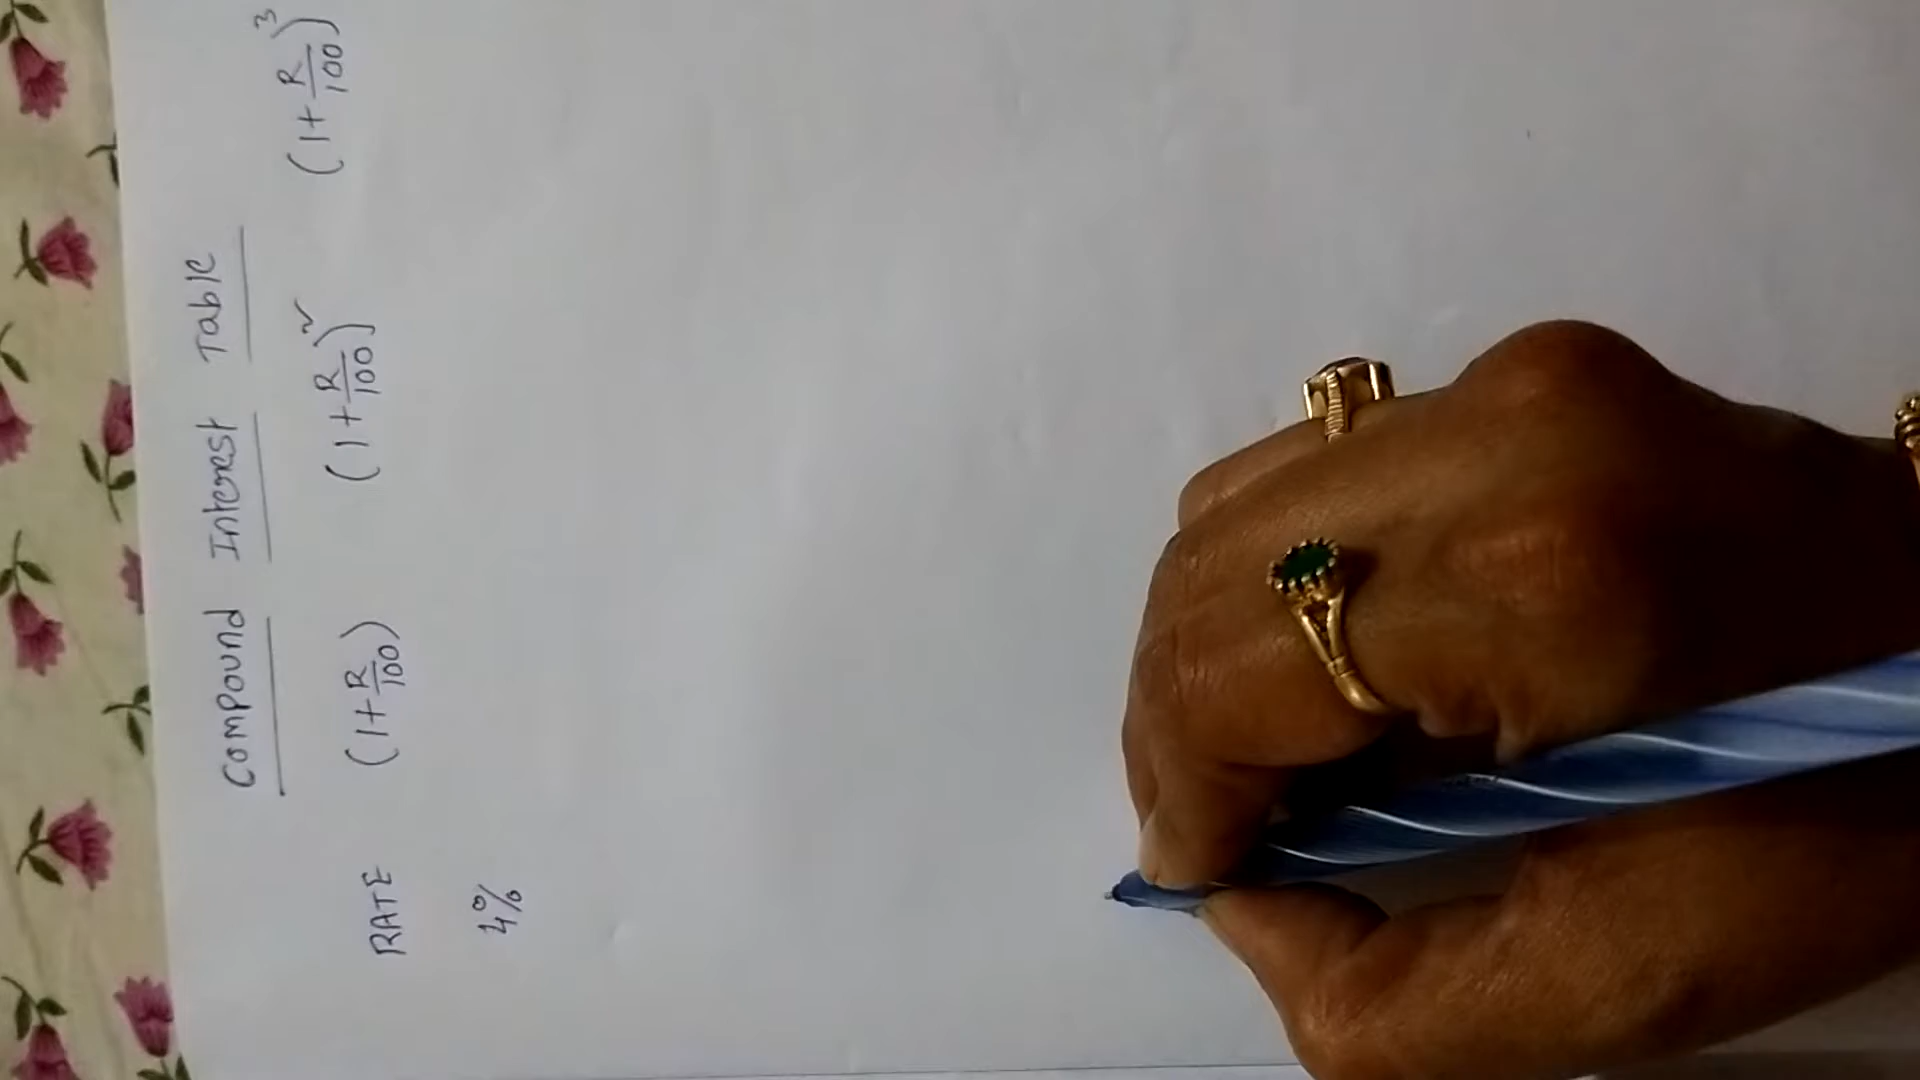 Compound Interest Table
RATE (1+R/100) (1+R/100)² (1+R/100)³
4%